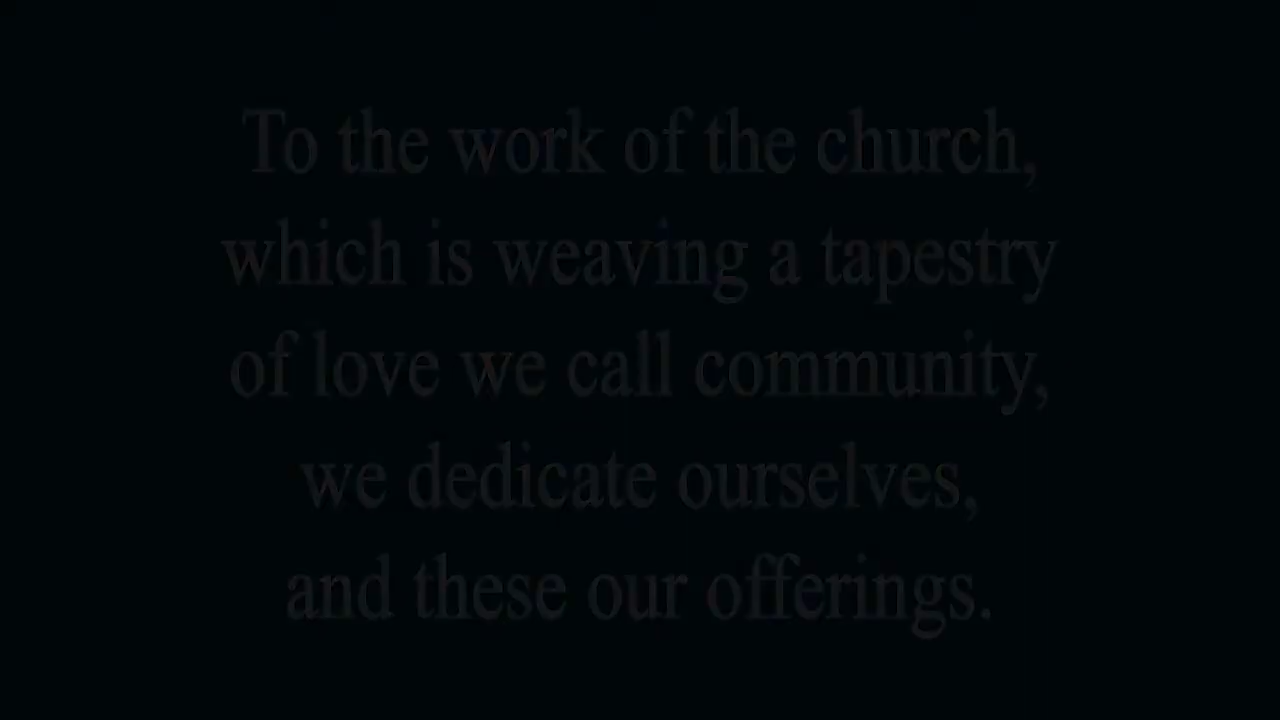 To the work of the church,
which is weaving a tapestry
of love we call community,
we dedicate ourselves,
and these our offerings.